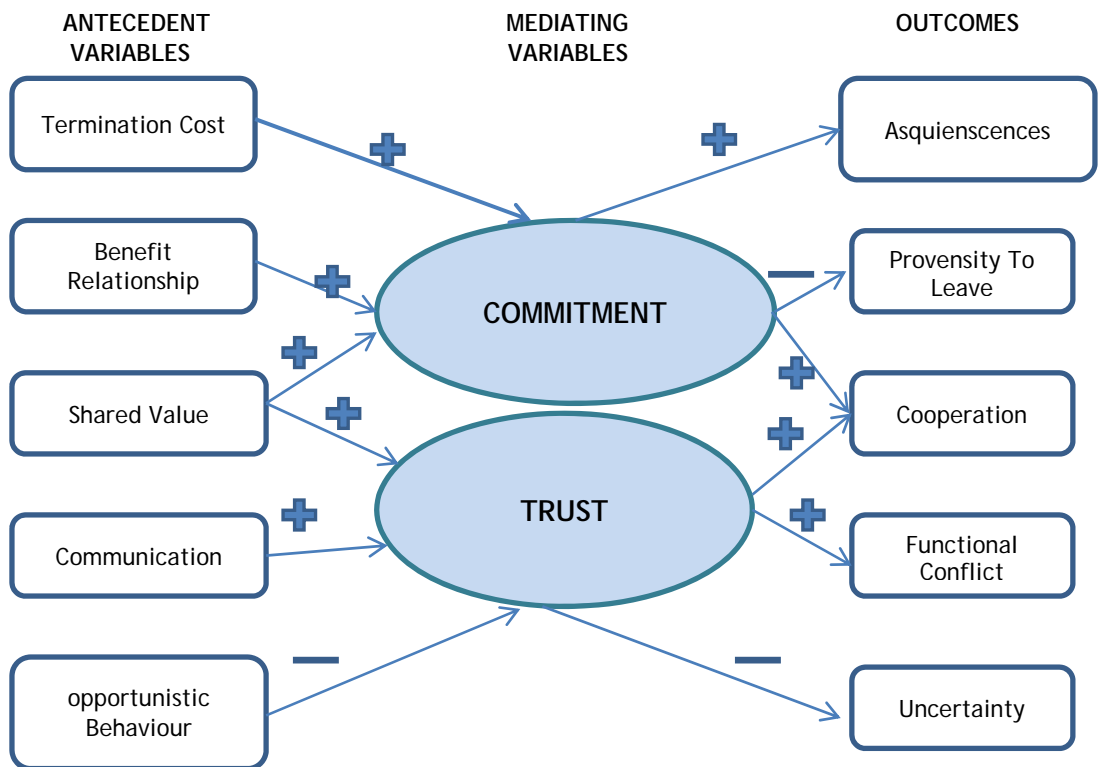 ANTECEDENT
VARIABLES
MEDIATING
VARIABLES
OUTCOMES
Termination Cost
Asquienscences
Benefit
Relationship
Provensity To
Leave
COMMITMENT
Shared Value
Cooperation
TRUST
Communication
Functional
Conflict
opportunistic
Behaviour
Uncertainty